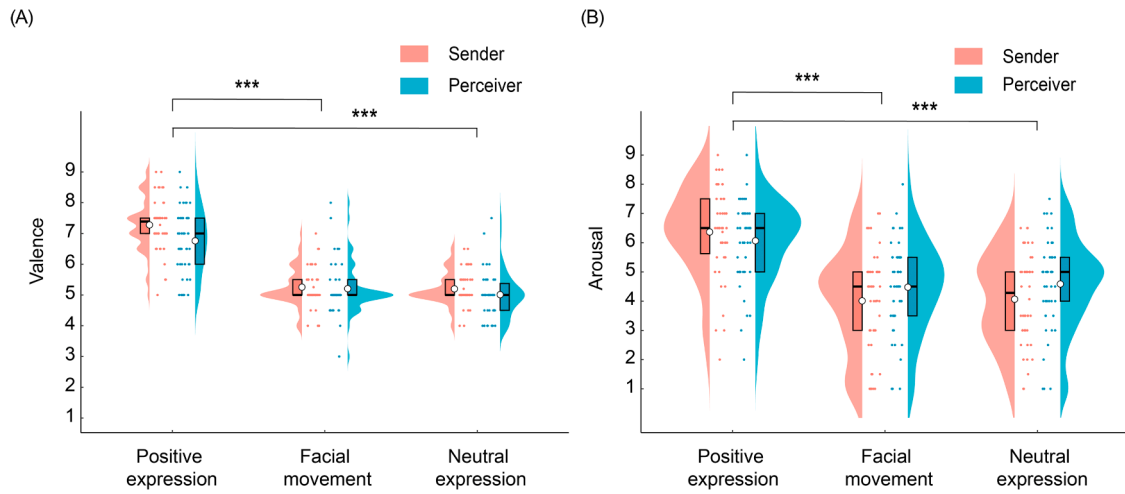 (A)
Sender
Perceiver
***
***
Valence
9
8
7
6
5
4
3
2
1
Positive
expression
Facial
movement
Neutral
expression
(B)
Sender
Perceiver
***
***
Arousal
9
8
7
6
5
4
3
2
1
Positive
expression
Facial
movement
Neutral
expression